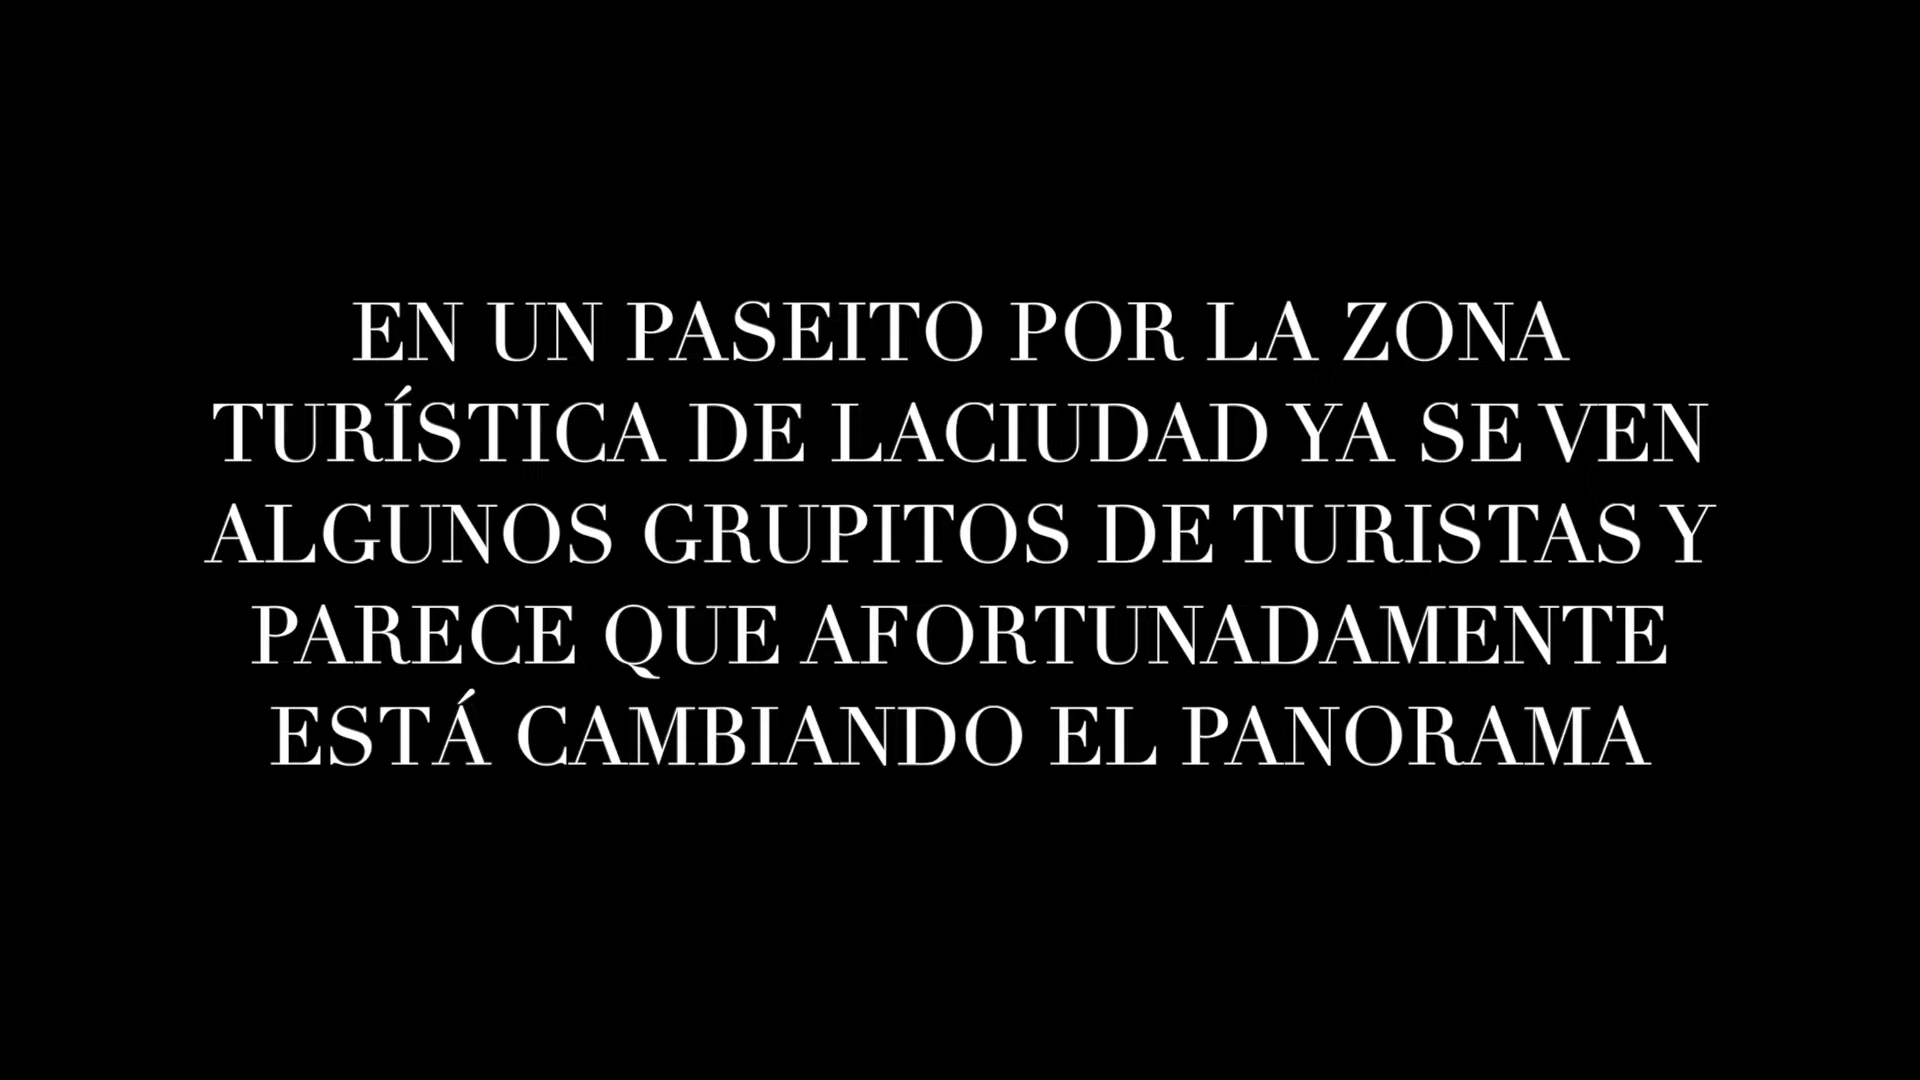 EN UN PASEITO POR LA ZONA
TURÍSTICA DE LACIUDAD YA SE VEN
ALGUNOS GRUPITOS DE TURISTAS Y
PARECE QUE AFORTUNADAMENTE
ESTÁ CAMBIANDO EL PANORAMA